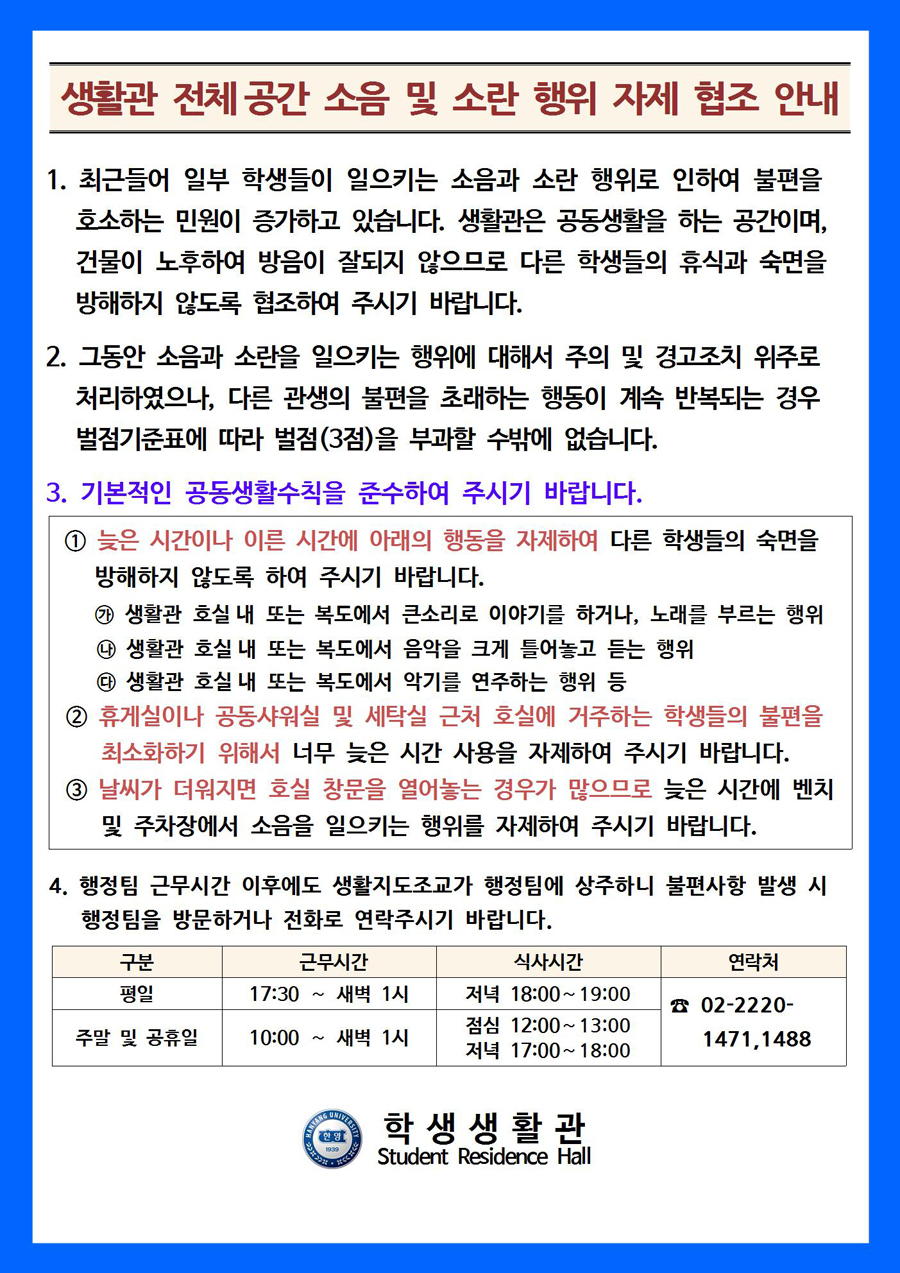 생활관 전체 공간 소음 및 소란 행위 자제 협조 안내
1. 최근들어 일부 학생들이 일으키는 소음과 소란 행위로 인하여 불편을
호소하는 민원이 증가하고 있습니다. 생활관은 공동생활을 하는 공간이며,
건물이 노후하여 방음이 잘되지 않으므로 다른 학생들의 휴식과 숙면을
방해하지 않도록 협조하여 주시기 바랍니다.
2. 그동안 소음과 소란을 일으키는 행위에 대해서 주의 및 경고조치 위주로
처리하였으나, 다른 관생의 불편을 초래하는 행동이 계속 반복되는 경우
벌점기준표에 따라 벌점(3점)을 부과할 수밖에 없습니다.
3. 기본적인 공동생활수칙을 준수하여 주시기 바랍니다.
① 늦은 시간이나 이른 시간에 아래의 행동을 자제하여 다른 학생들의 숙면을
방해하지 않도록 하여 주시기 바랍니다.
㉮ 생활관 호실 내 또는 복도에서 큰소리로 이야기를 하거나, 노래를 부르는 행위
㉯ 생활관 호실 내 또는 복도에서 음악을 크게 틀어놓고 듣는 행위
㉰ 생활관 호실 내 또는 복도에서 악기를 연주하는 행위 등
② 휴게실이나 공동샤워실 및 세탁실 근처 호실에 거주하는 학생들의 불편을
최소화하기 위해서 너무 늦은 시간 사용을 자제하여 주시기 바랍니다.
③ 날씨가 더워지면 호실 창문을 열어놓는 경우가 많으므로 늦은 시간에 벤치
및 주차장에서 소음을 일으키는 행위를 자제하여 주시기 바랍니다.
4. 행정팀 근무시간 이후에도 생활지도조교가 행정팀에 상주하니 불편사항 발생 시
행정팀을 방문하거나 전화로 연락주시기 바랍니다.
구분 근무시간 식사시간 연락처
평일 17:30 ~ 새벽 1시 저녁 18:00~19:00
☎ 02-2220-
1471,1488
주말 및 공휴일 10:00 ~ 새벽 1시 점심 12:00~13:00
저녁 17:00~18:00
HANYANG UNIVERSITY
한양
1939
학생생활관
Student Residence Hall